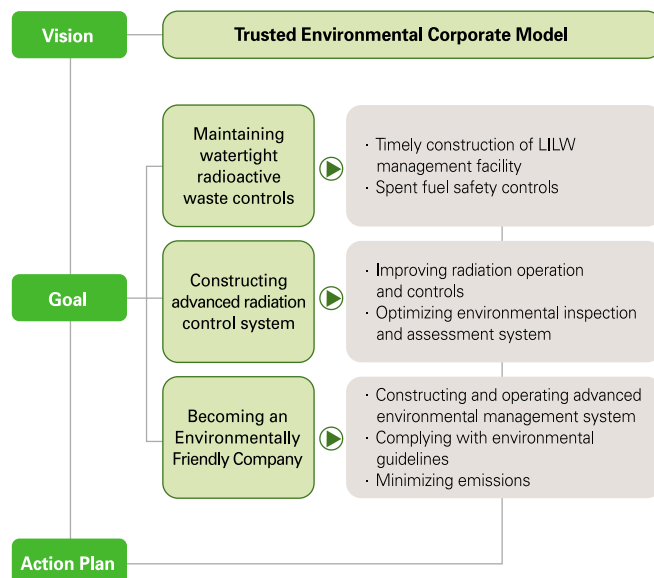 Vision
Trusted Environmental Corporate Model
Maintaining
watertight
radioactive
waste controls
· Timely construction of LILW
management facility
· Spent fuel safety controls
Goal
Constructing
advanced radiation
control system
· Improving radiation operation
and controls
· Optimizing environmental inspection
and assessment system
Becoming an
Environmentally
Friendly Company
· Constructing and operating advanced
environmental management system
· Complying with environmental
guidelines
· Minimizing emissions
Action Plan